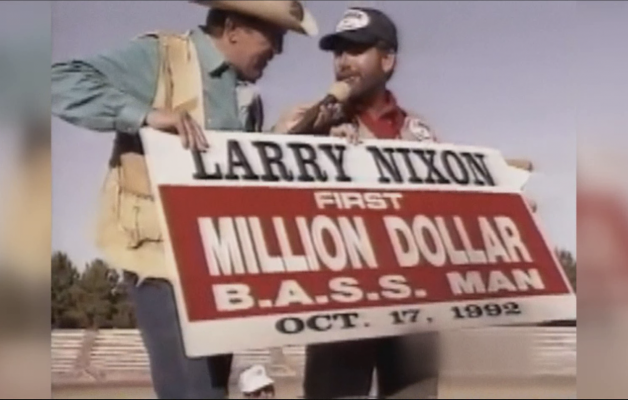 LARRY NIXON
FIRST
MILLION DOLLAR
B.A.S.S. MAN
OCT. 17, 1992